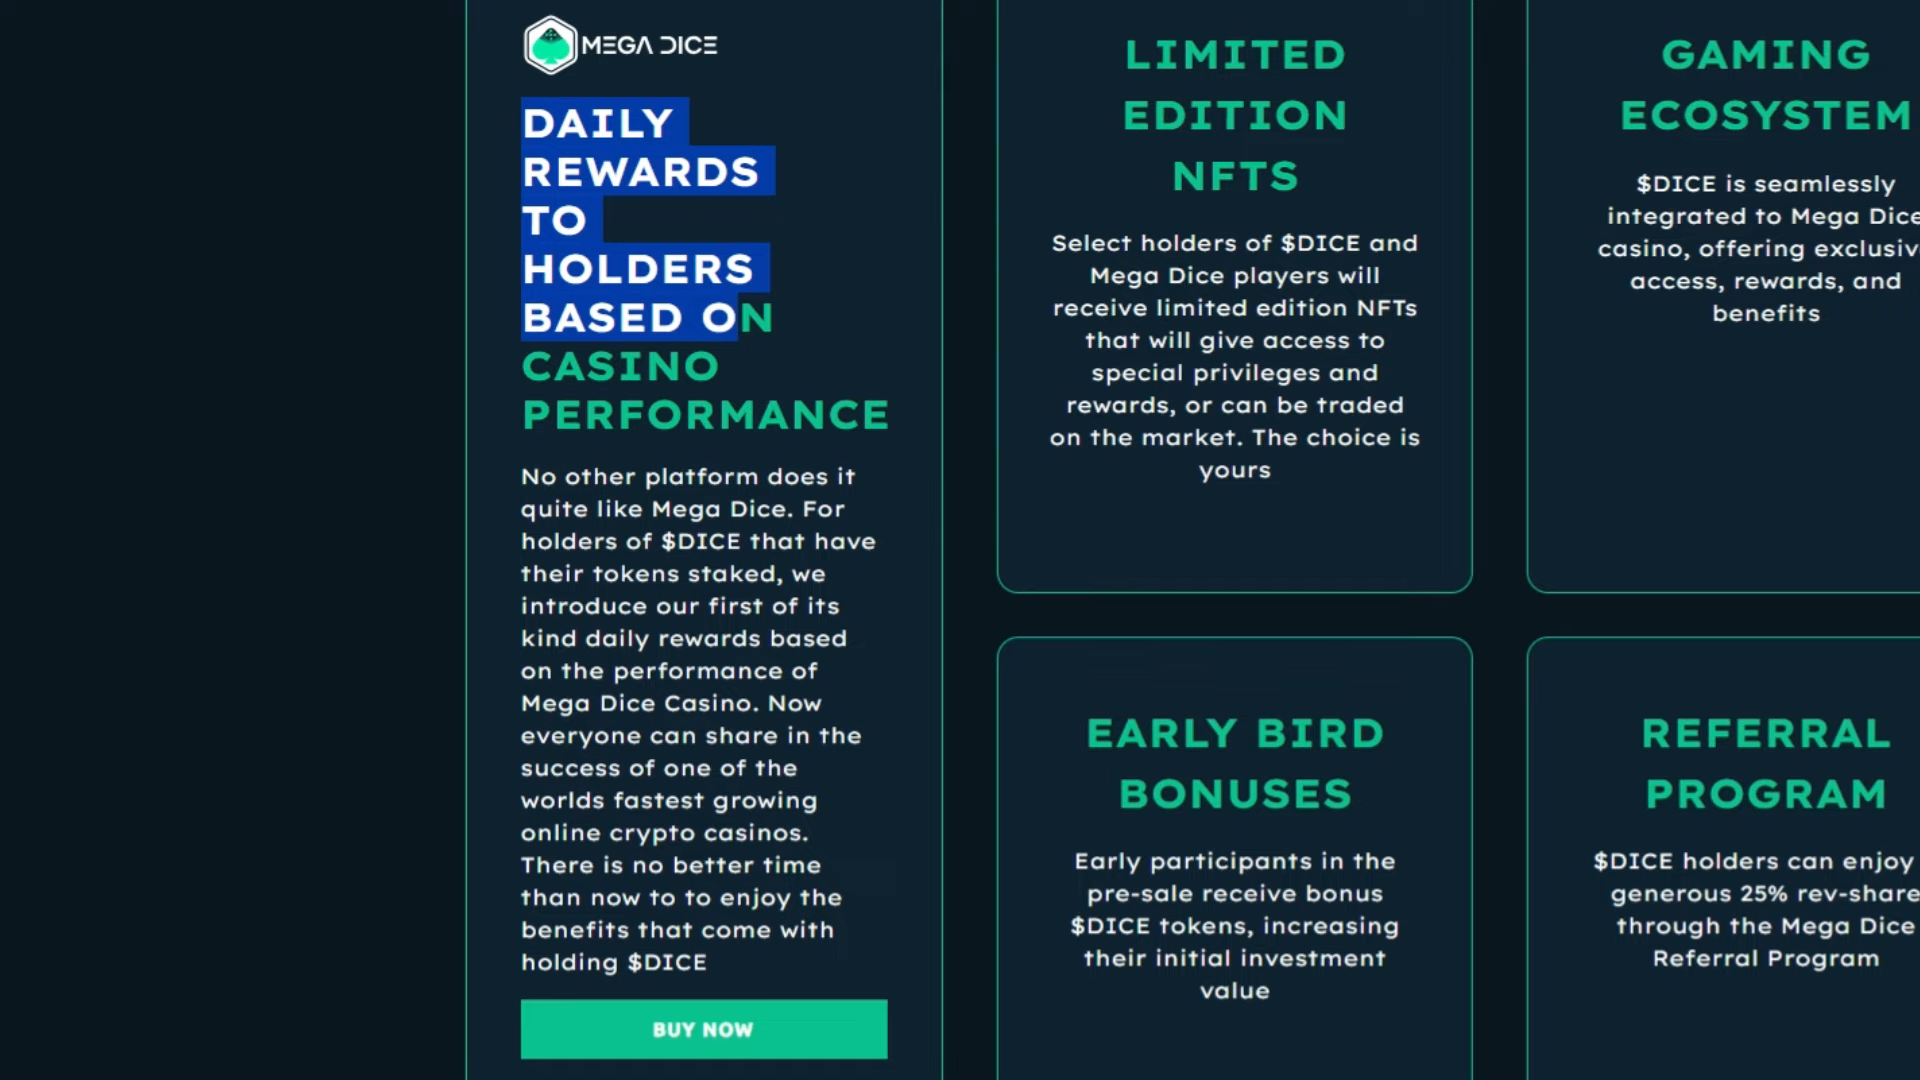 MEGA DICE
DAILY
REWARDS
TO
HOLDERS
BASED ON
CASINO
PERFORMANCE
No other platform does it
quite like Mega Dice. For
holders of $DICE that have
their tokens staked, we
introduce our first of its
kind daily rewards based
on the performance of
Mega Dice Casino. Now
everyone can share in the
success of one of the
worlds fastest growing
online crypto casinos.
There is no better time
than now to to enjoy the
benefits that come with
holding $DICE
BUY NOW
LIMITED
EDITION
NFTS
Select holders of $DICE and
Mega Dice players will
receive limited edition NFTs
that will give access to
special privileges and
rewards, or can be traded
on the market. The choice is
yours
GAMING
ECOSYSTEM
$DICE is seamlessly
integrated to Mega Dice
casino, offering exclusiv
access, rewards, and
benefits
EARLY BIRD
BONUSES
Early participants in the
pre-sale receive bonus
$DICE tokens, increasing
their initial investment
value
REFERRAL
PROGRAM
$DICE holders can enjoy
generous 25% rev-share
through the Mega Dice
Referral Program